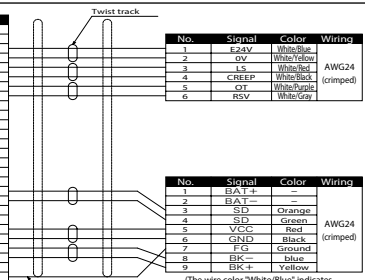 Twist track
No. Signal Color Wiring
1 E24V White/Blue
2 0V White/Yellow
3 LS White/Red
4 CREEP White/Black
5 OT White/Purple
6 RSV White/Gray
AWG24
(crimped)
No. Signal Color Wiring
1 BAT+ –
2 BAT− –
3 SD Orange
4 SD Green
5 VCC Red
6 GND Black
7 FG Ground
8 BK− blue
9 BK+ Yellow
AWG24
(crimped)
(The wire color "White/Blue" indicates